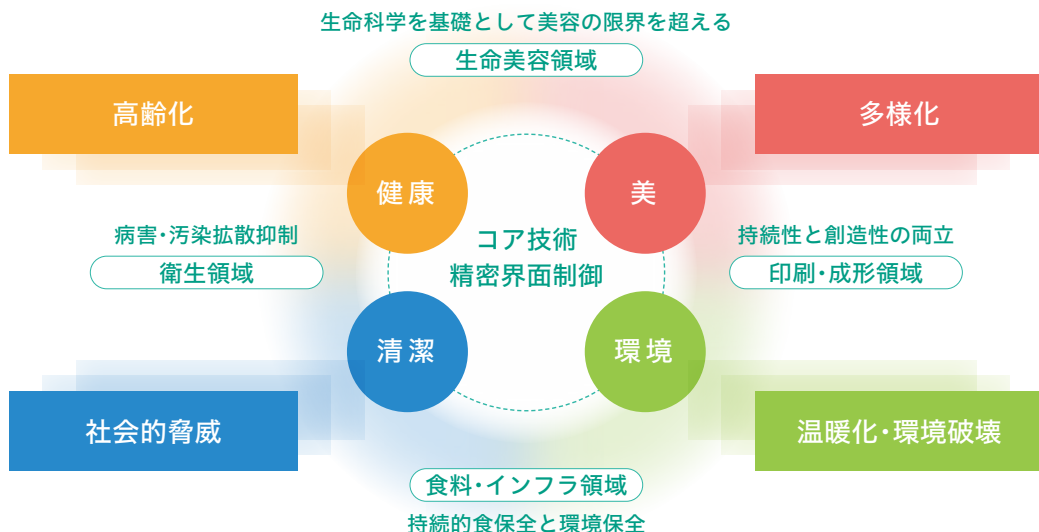 生命科学を基礎として美容の限界を超える
生命美容領域
高齢化
多様化
健康
美
病害・汚染拡散抑制
衛生領域
コア技術
精密界面制御
持続性と創造性の両立
印刷・成形領域
清潔
環境
社会的脅威
温暖化・環境破壊
食料・インフラ領域
持続的食保全と環境保全